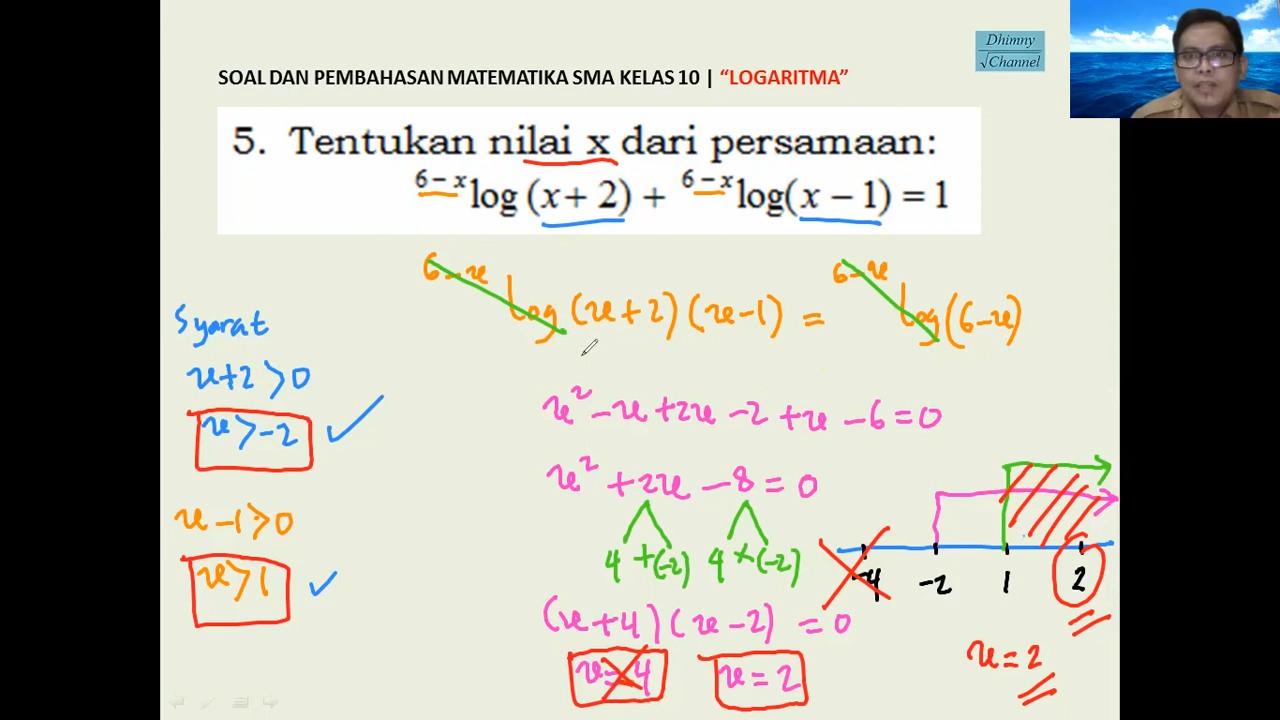 Dhimny
√Channel
SOAL DAN PEMBAHASAN MATEMATIKA SMA KELAS 10 | “LOGARITMA”
5. Tentukan nilai x dari persamaan:
⁶⁻ˣlog (x + 2) + ⁶⁻ˣlog(x − 1) = 1
⁶⁻ˣlog (x+2) (x-1) = ⁶⁻ˣlog (6-x)
Syarat
x+2 > 0
x > -2
x-1 > 0
x > 1
x² - x + 2x - 2 + x - 6 = 0
x² + 2x - 8 = 0
4 + (-2) 4 × (-2)
(x+4) (x-2) = 0
x = -4 x = 2
-4 -2 1 2
x = 2